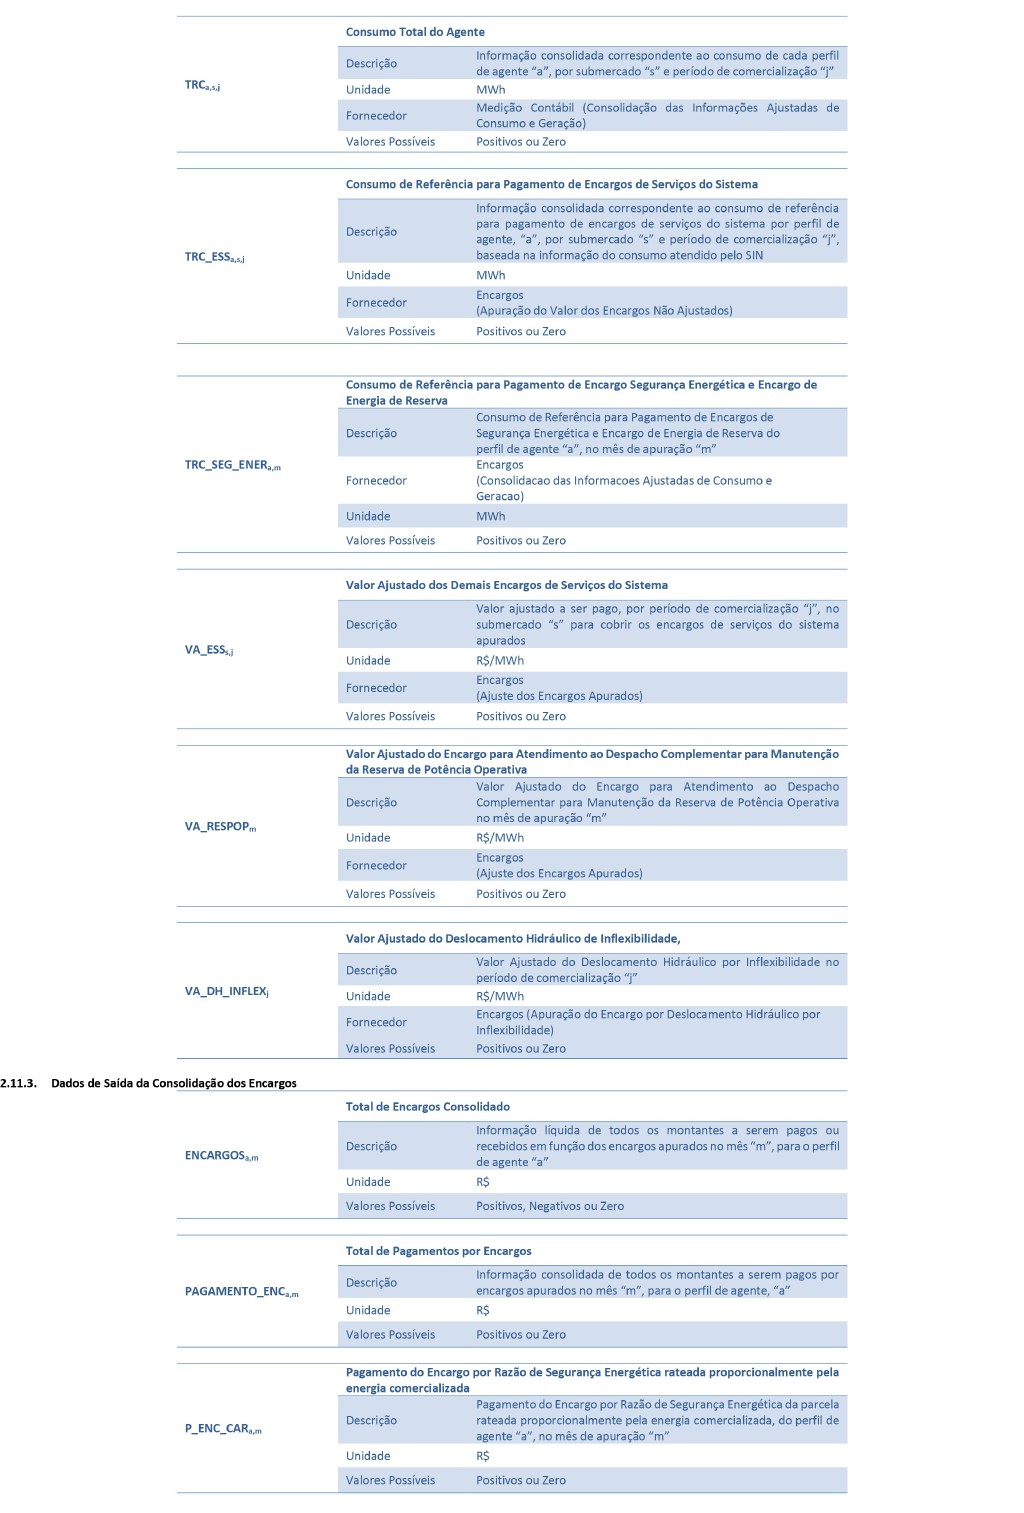 Consumo Total do Agente
TRCa,s,j
Descrição
Informação consolidada correspondente ao consumo de cada perfil
de agente “a”, por submercado “s” e período de comercialização “j”
Unidade MWh
Fornecedor
Medição Contábil (Consolidação das Informações Ajustadas de
Consumo e Geração)
Valores Possíveis Positivos ou Zero
Consumo de Referência para Pagamento de Encargos de Serviços do Sistema
TRC_ESSa,s,j
Descrição
Informação consolidada correspondente ao consumo de referência
para pagamento de encargos de serviços do sistema por perfil de
agente, “a”, por submercado “s” e período de comercialização “j”,
baseada na informação do consumo atendido pelo SIN
Unidade MWh
Fornecedor
Encargos
(Apuração do Valor dos Encargos Não Ajustados)
Valores Possíveis Positivos ou Zero
Consumo de Referência para Pagamento de Encargo Segurança Energética e Encargo de
Energia de Reserva
TRC_SEG_ENERa,m
Descrição
Consumo de Referência para Pagamento de Encargos de
Segurança Energética e Encargo de Energia de Reserva do
perfil de agente “a”, no mês de apuração “m”
Fornecedor
Encargos
(Consolidacao das Informacoes Ajustadas de Consumo e
Geracao)
Unidade MWh
Valores Possíveis Positivos ou Zero
Valor Ajustado dos Demais Encargos de Serviços do Sistema
VA_ESSs,j
Descrição
Valor ajustado a ser pago, por período de comercialização “j”, no
submercado “s” para cobrir os encargos de serviços do sistema
apurados
Unidade R$/MWh
Fornecedor
Encargos
(Ajuste dos Encargos Apurados)
Valores Possíveis Positivos ou Zero
Valor Ajustado do Encargo para Atendimento ao Despacho Complementar para Manutenção
da Reserva de Potência Operativa
VA_RESPOPm
Descrição
Valor Ajustado do Encargo para Atendimento ao Despacho
Complementar para Manutenção da Reserva de Potência Operativa
no mês de apuração “m”
Unidade R$/MWh
Fornecedor
Encargos
(Ajuste dos Encargos Apurados)
Valores Possíveis Positivos ou Zero
Valor Ajustado do Deslocamento Hidráulico de Inflexibilidade,
VA_DH_INFLEXj
Descrição
Valor Ajustado do Deslocamento Hidráulico por Inflexibilidade no
período de comercialização “j”
Unidade R$/MWh
Fornecedor
Encargos (Apuração do Encargo por Deslocamento Hidráulico por
Inflexibilidade)
Valores Possíveis Positivos ou Zero
2.11.3. Dados de Saída da Consolidação dos Encargos
Total de Encargos Consolidado
ENCARGOSa,m
Descrição
Informação líquida de todos os montantes a serem pagos ou
recebidos em função dos encargos apurados no mês “m”, para o perfil
de agente “a”
Unidade R$
Valores Possíveis Positivos, Negativos ou Zero
Total de Pagamentos por Encargos
PAGAMENTO_ENCa,m
Descrição
Informação consolidada de todos os montantes a serem pagos por
encargos apurados no mês “m”, para o perfil de agente, “a”
Unidade R$
Valores Possíveis Positivos ou Zero
Pagamento do Encargo por Razão de Segurança Energética rateada proporcionalmente pela
energia comercializada
P_ENC_CARa,m
Descrição
Pagamento do Encargo por Razão de Segurança Energética da parcela
rateada proporcionalmente pela energia comercializada, do perfil de
agente “a”, no mês de apuração “m”
Unidade R$
Valores Possíveis Positivos ou Zero